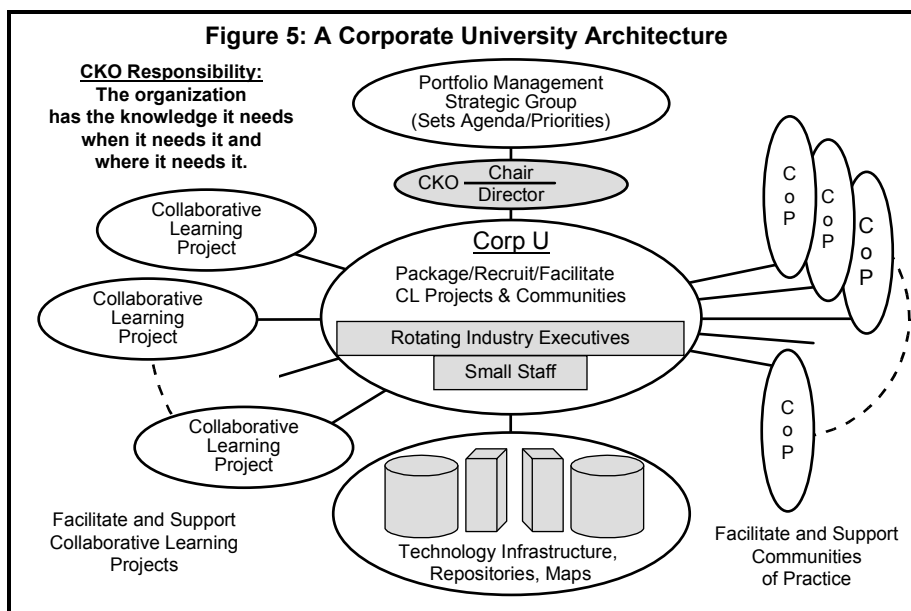 Figure 5: A Corporate University Architecture
CKO Responsibility:
The organization
has the knowledge it needs
when it needs it and
where it needs it.
Portfolio Management
Strategic Group
(Sets Agenda/Priorities)
CKO
Chair
Director
Collaborative
Learning
Project
Collaborative
Learning
Project
Collaborative
Learning
Project
Corp U
Package/Recruit/Facilitate
CL Projects & Communities
Rotating Industry Executives
Small Staff
C
o
P
C
o
P
C
o
P
C
o
P
Technology Infrastructure,
Repositories, Maps
Facilitate and Support
Collaborative Learning
Projects
Facilitate and Support
Communities
of Practice